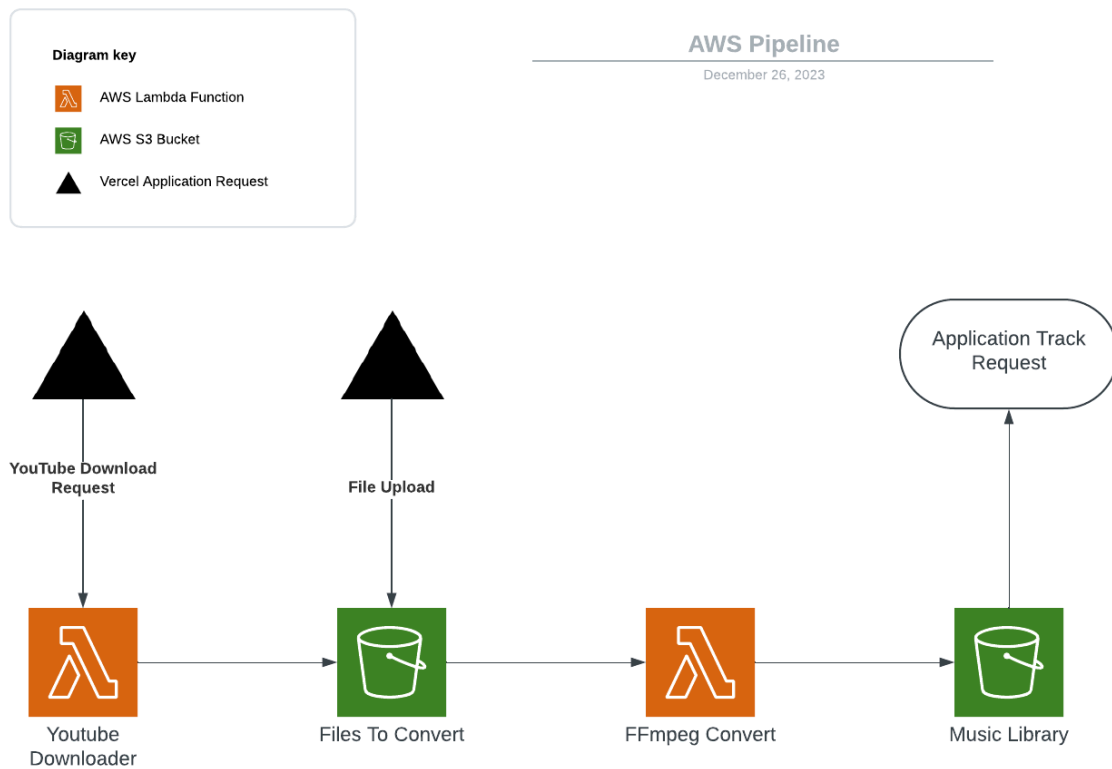 Diagram key
AWS Lambda Function
AWS S3 Bucket
Vercel Application Request
AWS Pipeline
December 26, 2023
Application Track
Request
YouTube Download
Request
File Upload
Youtube
Downloader
Files To Convert
FFmpeg Convert
Music Library